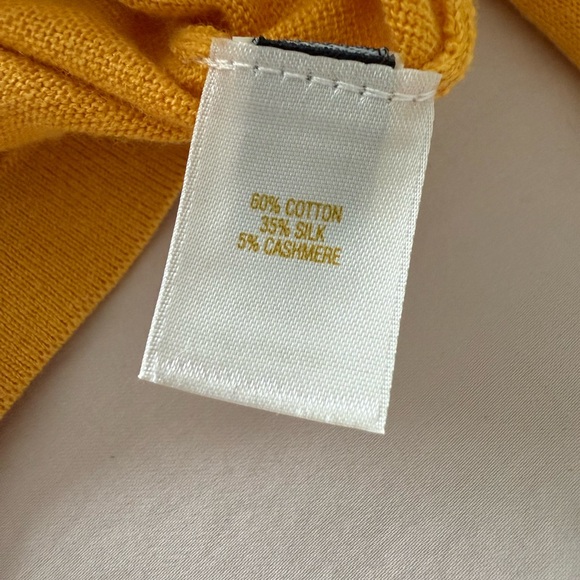 60% COTTON
35% SILK
5% CASHMERE